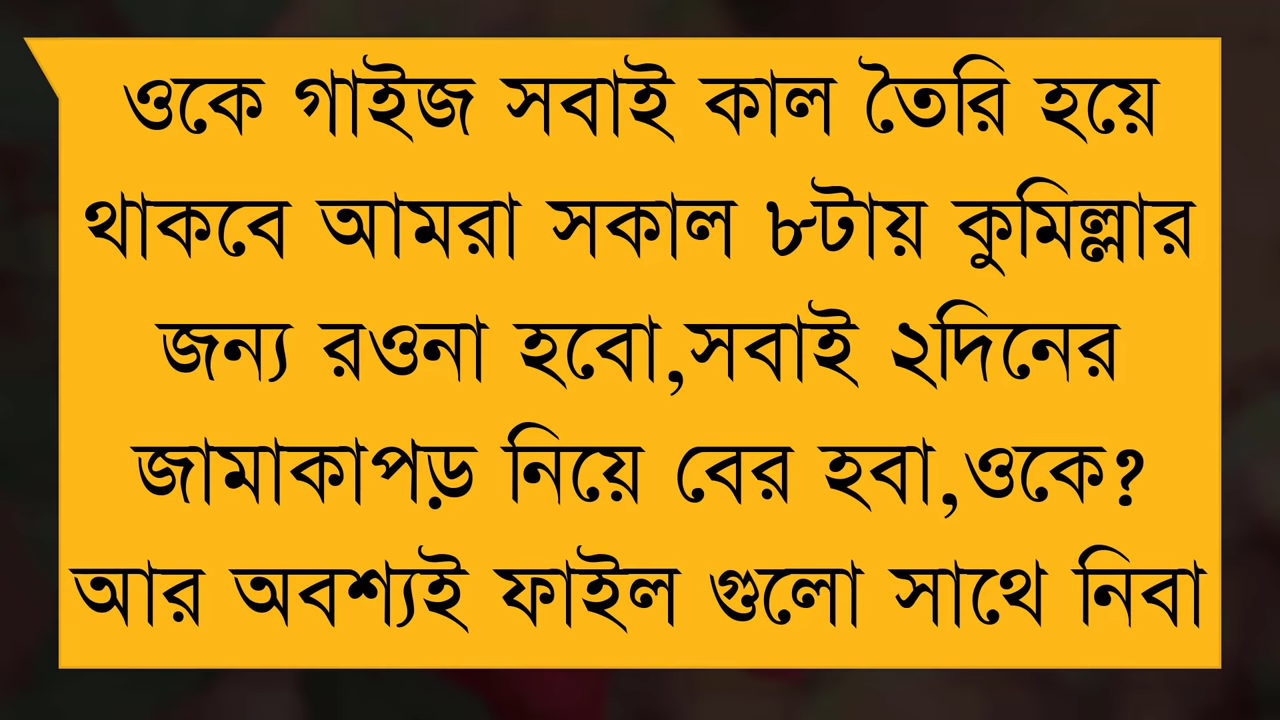 ওকে গাইজ সবাই কাল তৈরি হয়ে
থাকবে আমরা সকাল ৮টায় কুমিল্লার
জন্য রওনা হবো,সবাই ২দিনের
জামাকাপড় নিয়ে বের হবা,ওকে?
আর অবশ্যই ফাইল গুলো সাথে নিবা